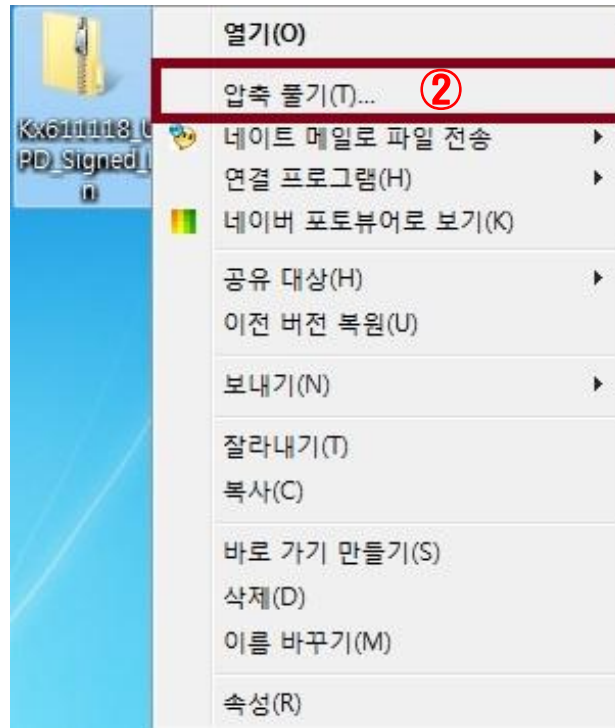 Kx611118_U
PD_Signed_
n
열기(O)
압축 풀기(T)... ②
네이트 메일로 파일 전송
연결 프로그램(H)
네이버 포토뷰어로 보기(K)
공유 대상(H)
이전 버전 복원(U)
보내기(N)
잘라내기(T)
복사(C)
바로 가기 만들기(S)
삭제(D)
이름 바꾸기(M)
속성(R)